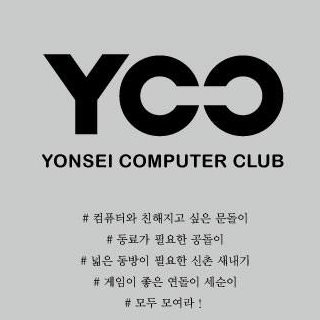 YCC
YONSEI COMPUTER CLUB
# 컴퓨터와 친해지고 싶은 문돌이
# 동료가 필요한 공돌이
# 넓은 동방이 필요한 신촌 새내기
# 게임이 좋은 연돌이 세순이
# 모두 모여라 !